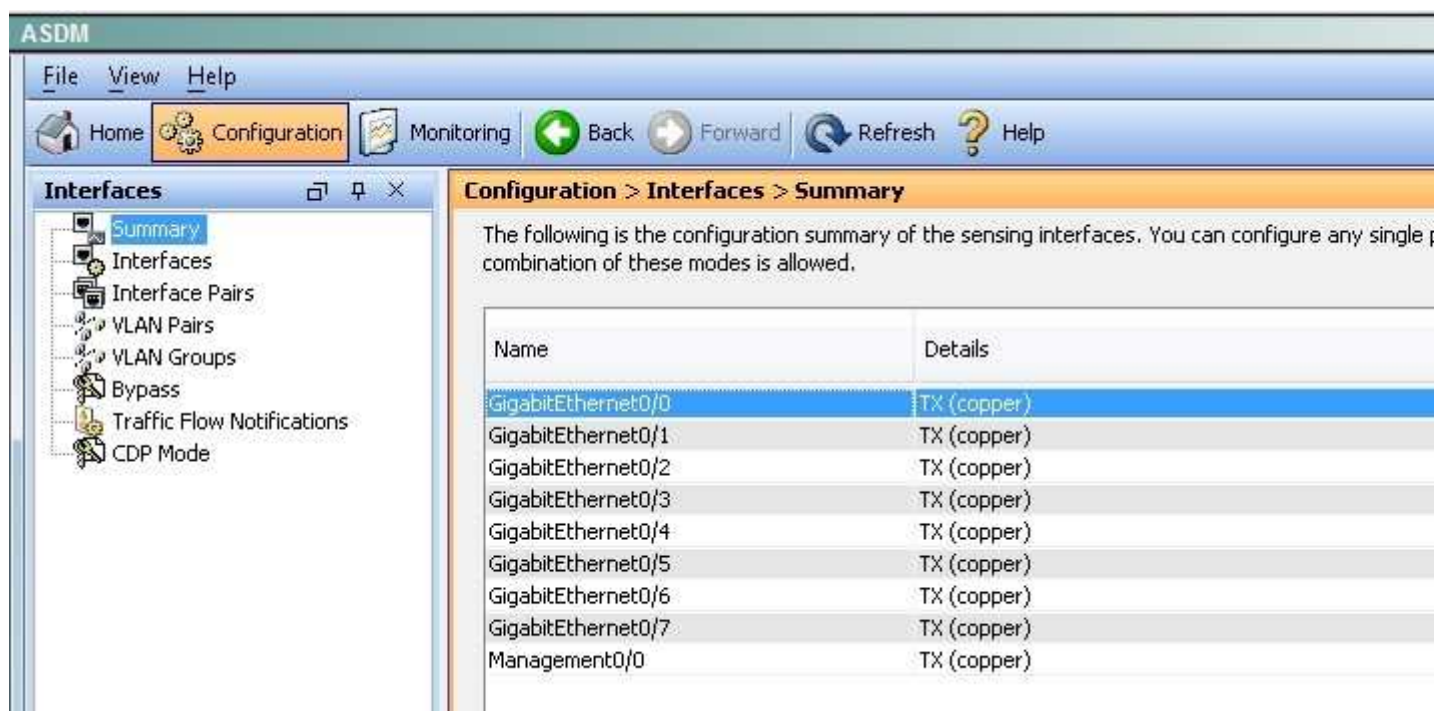 ASDM
File View Help
Home Configuration Monitoring Back Forward Refresh Help
Interfaces
Summary
Interfaces
Interface Pairs
VLAN Pairs
VLAN Groups
Bypass
Traffic Flow Notifications
CDP Mode
Configuration > Interfaces > Summary
The following is the configuration summary of the sensing interfaces. You can configure any single
combination of these modes is allowed.
Name Details
GigabitEthernet0/0 TX (copper)
GigabitEthernet0/1 TX (copper)
GigabitEthernet0/2 TX (copper)
GigabitEthernet0/3 TX (copper)
GigabitEthernet0/4 TX (copper)
GigabitEthernet0/5 TX (copper)
GigabitEthernet0/6 TX (copper)
GigabitEthernet0/7 TX (copper)
Management0/0 TX (copper)